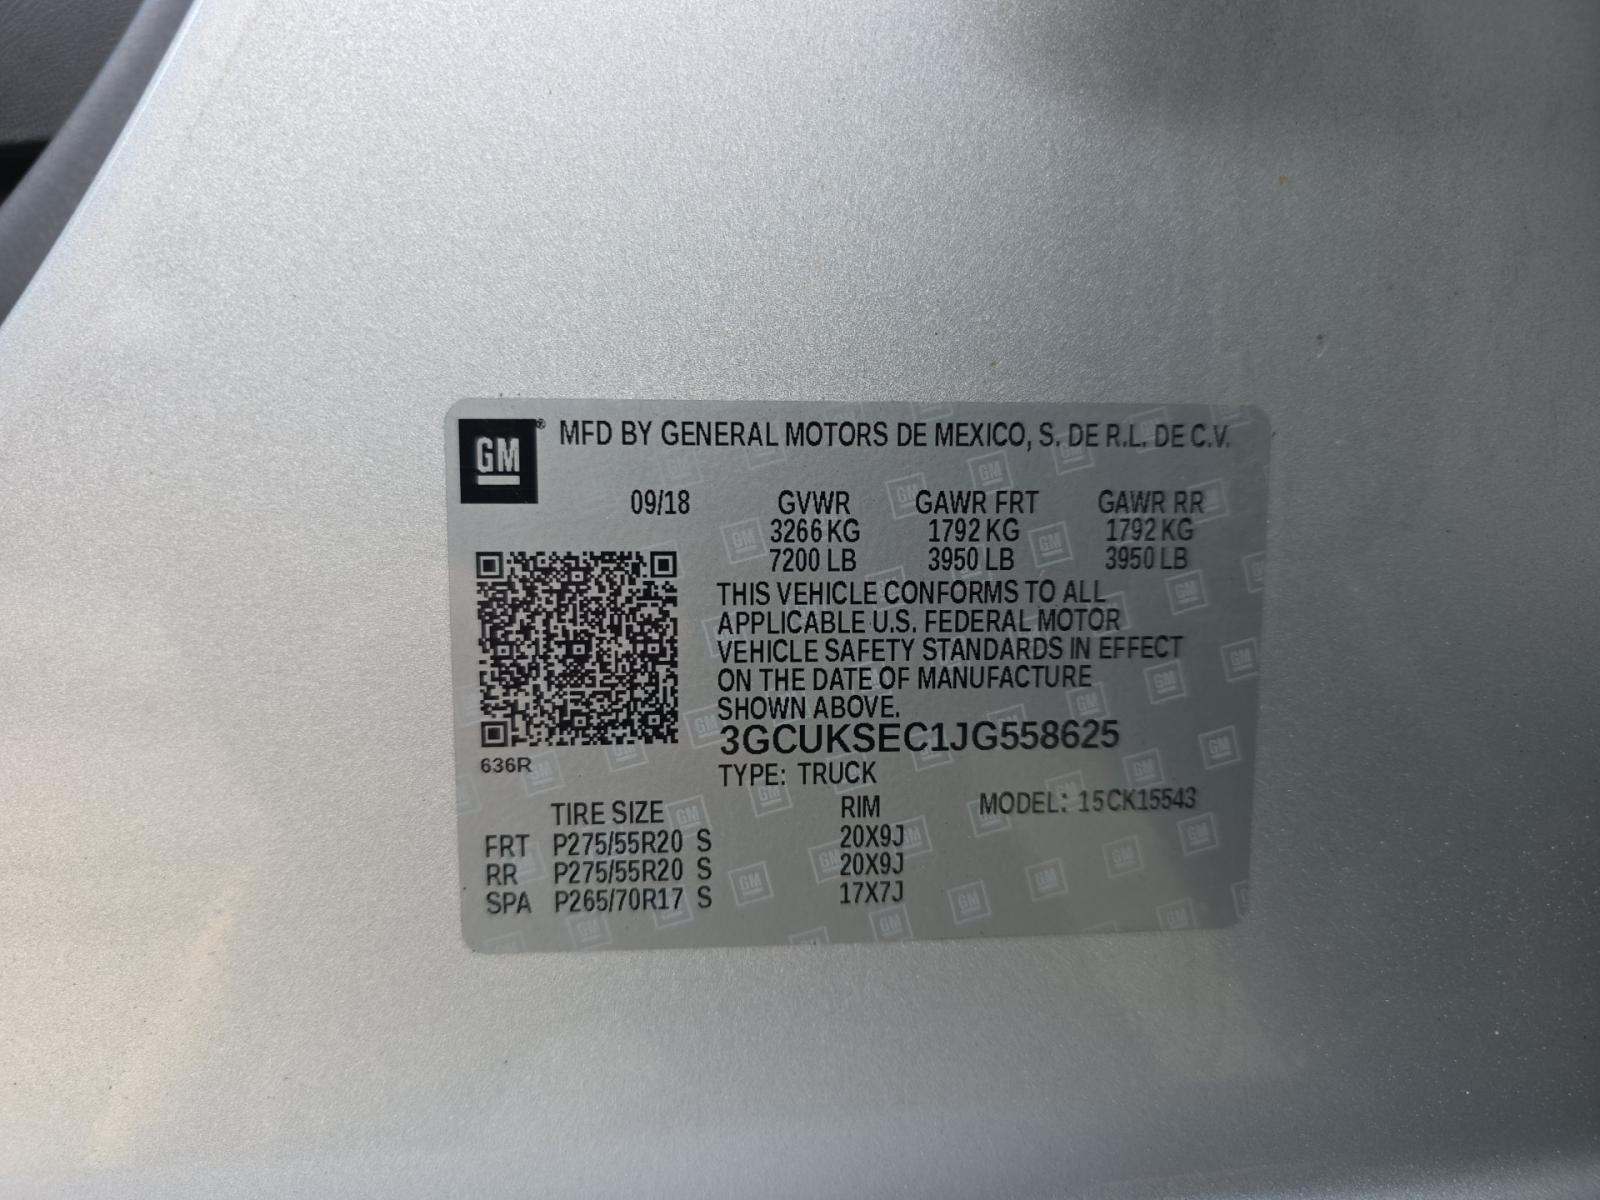 GM® MFD BY GENERAL MOTORS DE MEXICO, S. DE R.L. DE C.V.
09/18 GVWR GAWR FRT GAWR RR
3266 KG 1792 KG 1792 KG
7200 LB 3950 LB 3950 LB
THIS VEHICLE CONFORMS TO ALL
APPLICABLE U.S. FEDERAL MOTOR
VEHICLE SAFETY STANDARDS IN EFFECT
ON THE DATE OF MANUFACTURE
SHOWN ABOVE.
3GCUKSEC1JG558625
636R
TYPE: TRUCK
TIRE SIZE RIM MODEL: 15CK15543
FRT P275/55R20 S 20X9J
RR P275/55R20 S 20X9J
SPA P265/70R17 S 17X7J